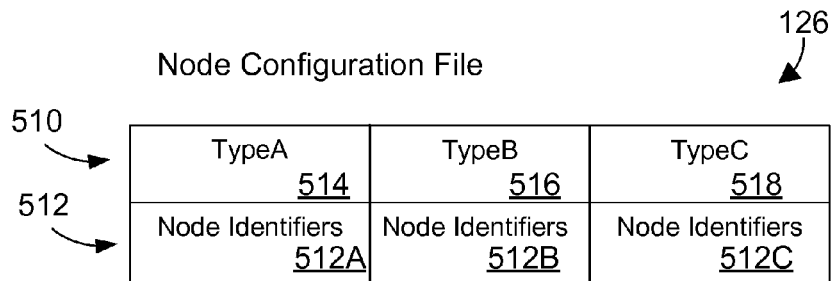 126
Node Configuration File
510
TypeA TypeB TypeC
514 516 518
512
Node Identifiers Node Identifiers Node Identifiers
512A 512B 512C